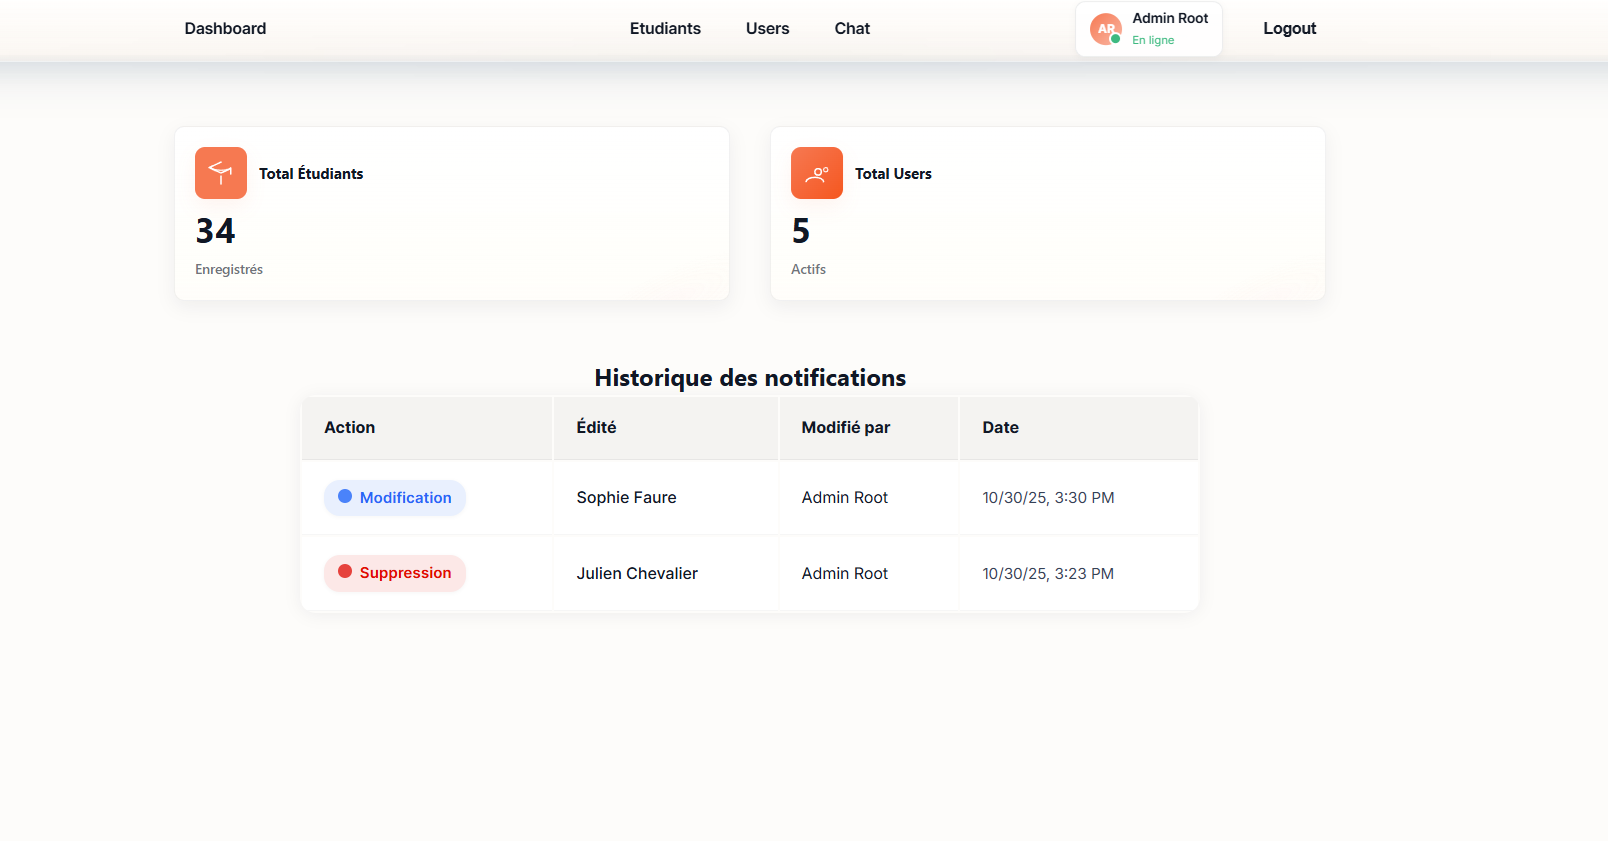 Dashboard Etudiants Users Chat AR Admin Root Logout
En ligne
Total Étudiants
34
Enregistrés
Total Users
5
Actifs
Historique des notifications
Action Édité Modifié par Date
Modification Sophie Faure Admin Root 10/30/25, 3:30 PM
Suppression Julien Chevalier Admin Root 10/30/25, 3:23 PM